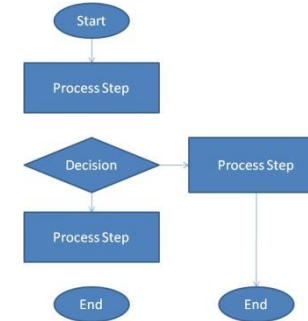 Start
Process Step
Decision
Process Step
Process Step
End
End